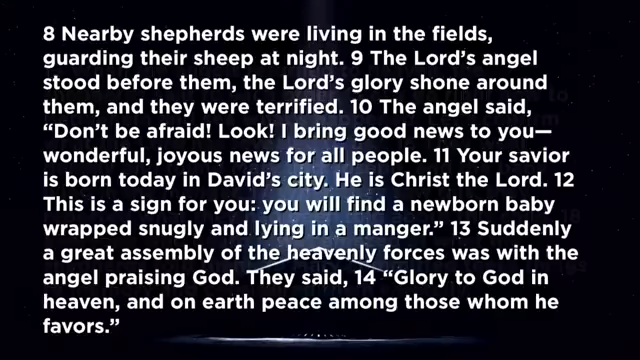 8 Nearby shepherds were living in the fields,
guarding their sheep at night. 9 The Lord’s angel
stood before them, the Lord’s glory shone around
them, and they were terrified. 10 The angel said,
“Don’t be afraid! Look! I bring good news to you—
wonderful, joyous news for all people. 11 Your savior
is born today in David’s city. He is Christ the Lord. 12
This is a sign for you: you will find a newborn baby
wrapped snugly and lying in a manger.” 13 Suddenly
a great assembly of the heavenly forces was with the
angel praising God. They said, 14 “Glory to God in
heaven, and on earth peace among those whom he
favors.”